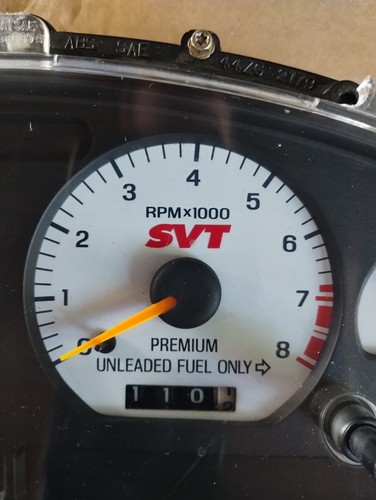 ABS SAE
4 5
3
RPM×1000
SVT
2 6
1 7
0 8
PREMIUM
UNLEADED FUEL ONLY
110